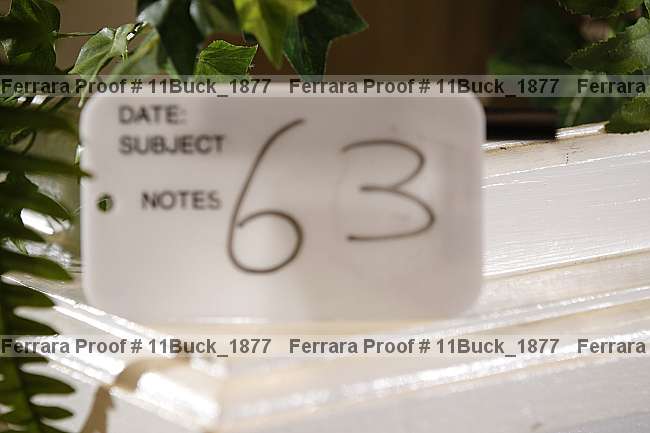 Ferrara Proof # 11Buck_1877 Ferrara Proof # 11Buck_1877 Ferrara
DATE:
SUBJECT
63
NOTES
Ferrara Proof # 11Buck_1877 Ferrara Proof # 11Buck_1877 Ferrara